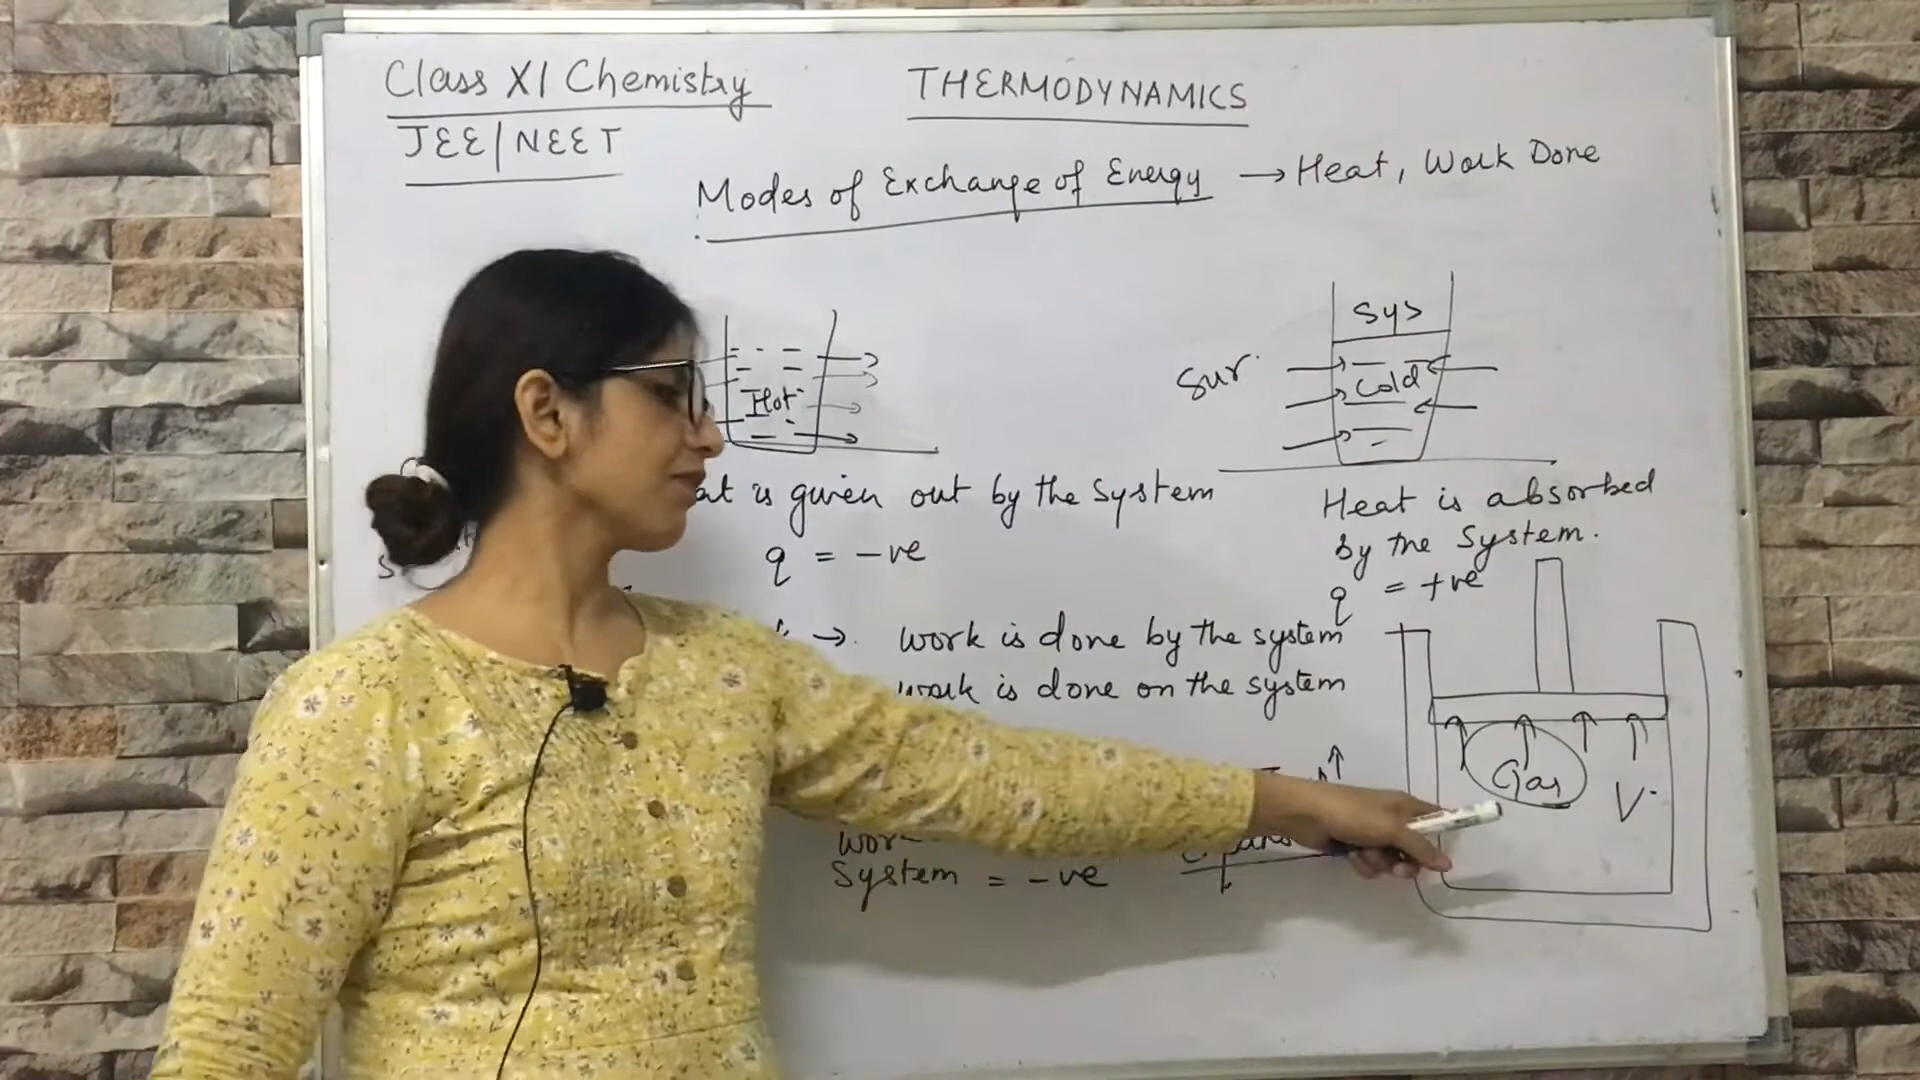 Class XI Chemistry
THERMODYNAMICS
JEE/NEET
Modes of Exchange of Energy → Heat, Work Done
Sys
Sur.
Hot
Cold
is given out by the System
q = -ve
Heat is absorbed
by the System.
q = +ve
→ work is done by the system
work is done on the system
Gas
V
System = -ve